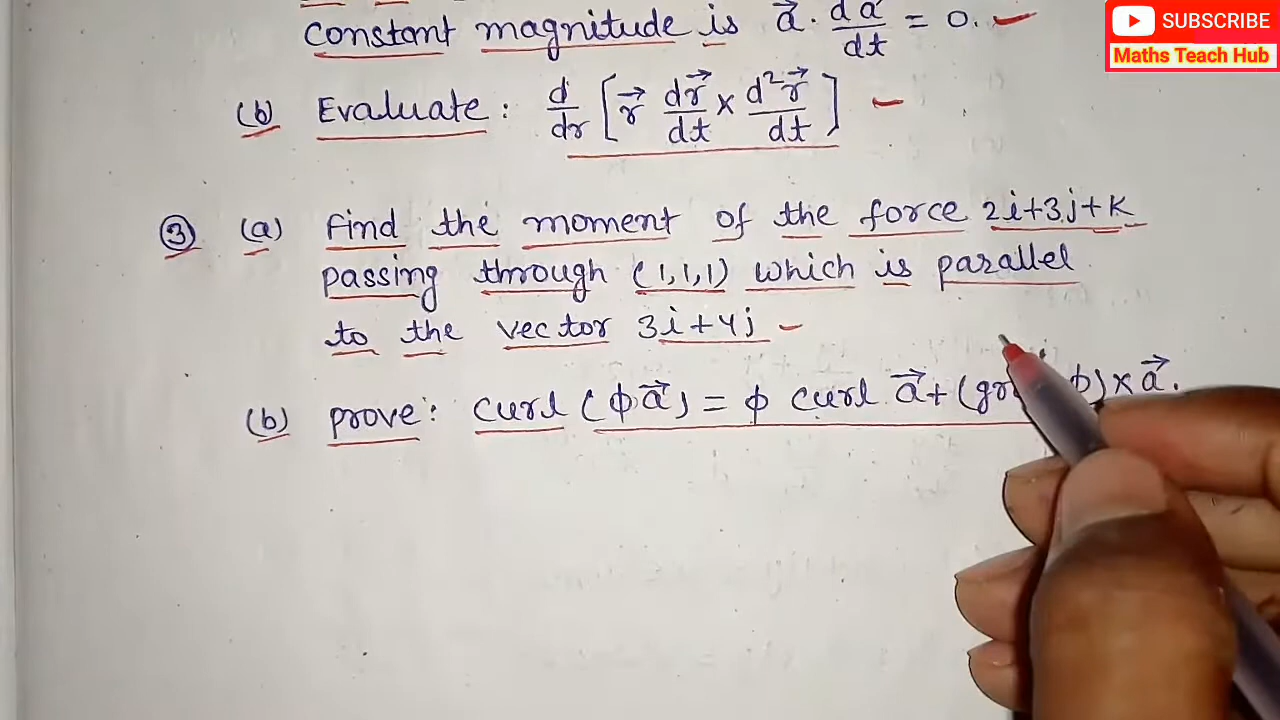 constant magnitude is a⃗ · da⃗/dt = 0.
SUBSCRIBE
Maths Teach Hub
(b) Evaluate : d/dr [r⃗ dr⃗/dt × d²r⃗/dt]
③ (a) Find the moment of the force 2i+3j+k
passing through (1,1,1) which is parallel
to the vector 3i+4j
(b) prove : curl (ϕa⃗) = ϕ curl a⃗ + (gr ϕ) × a⃗.